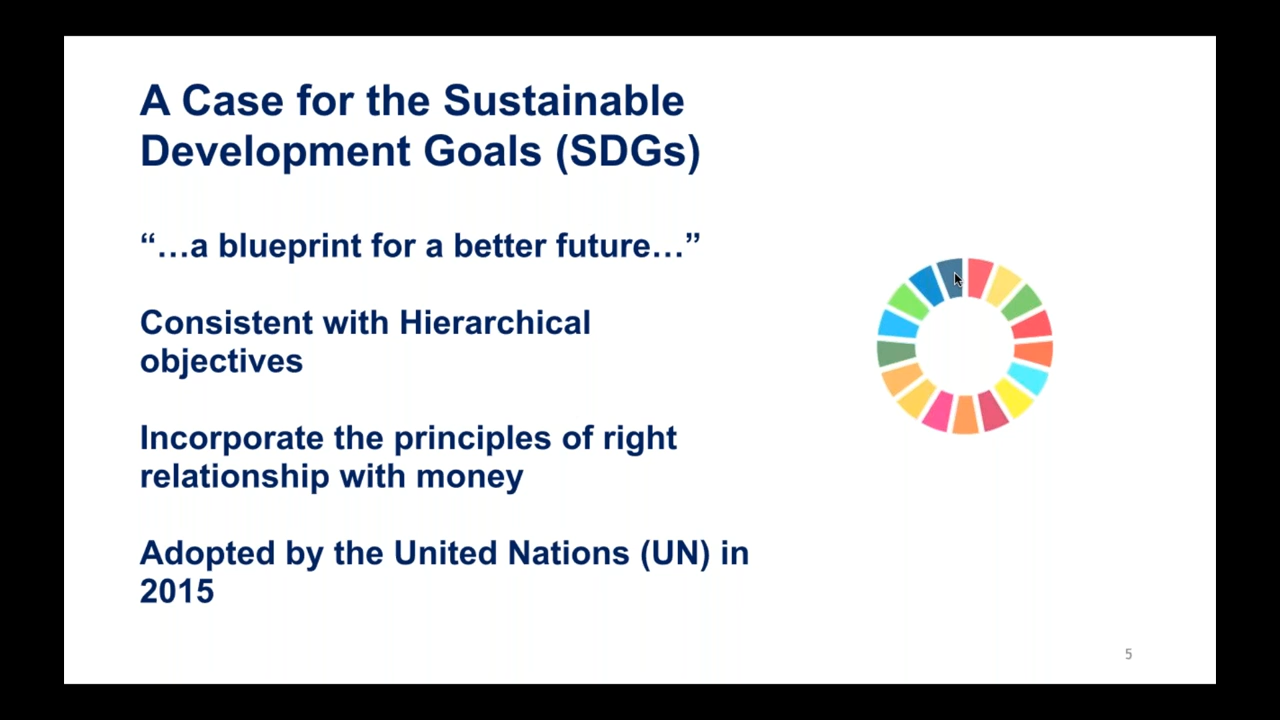 A Case for the Sustainable
Development Goals (SDGs)
“…a blueprint for a better future…”
Consistent with Hierarchical
objectives
Incorporate the principles of right
relationship with money
Adopted by the United Nations (UN) in
2015
5